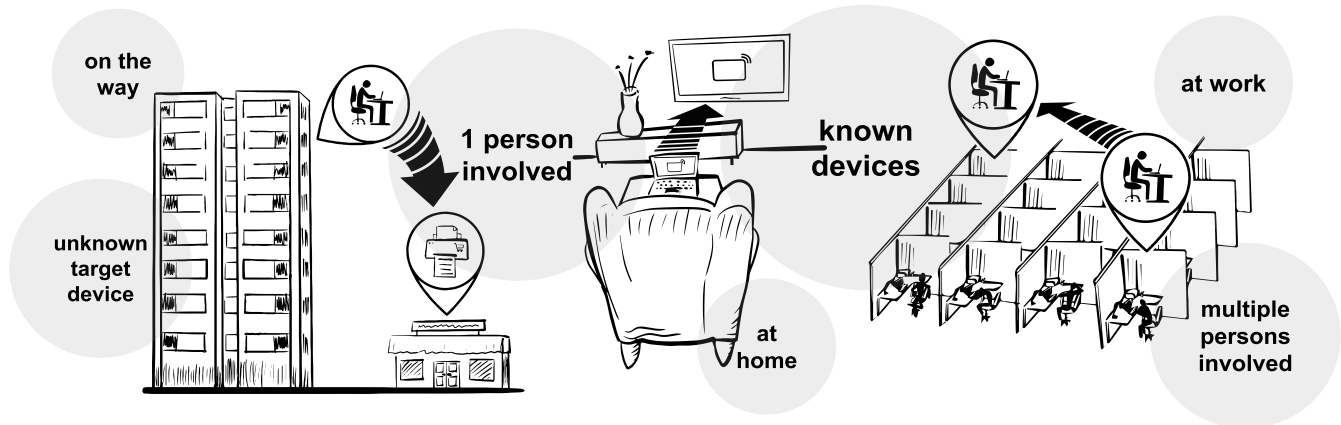 on the
way
unknown
target
device
1 person
involved
known
devices
at
home
at work
multiple
persons
involved